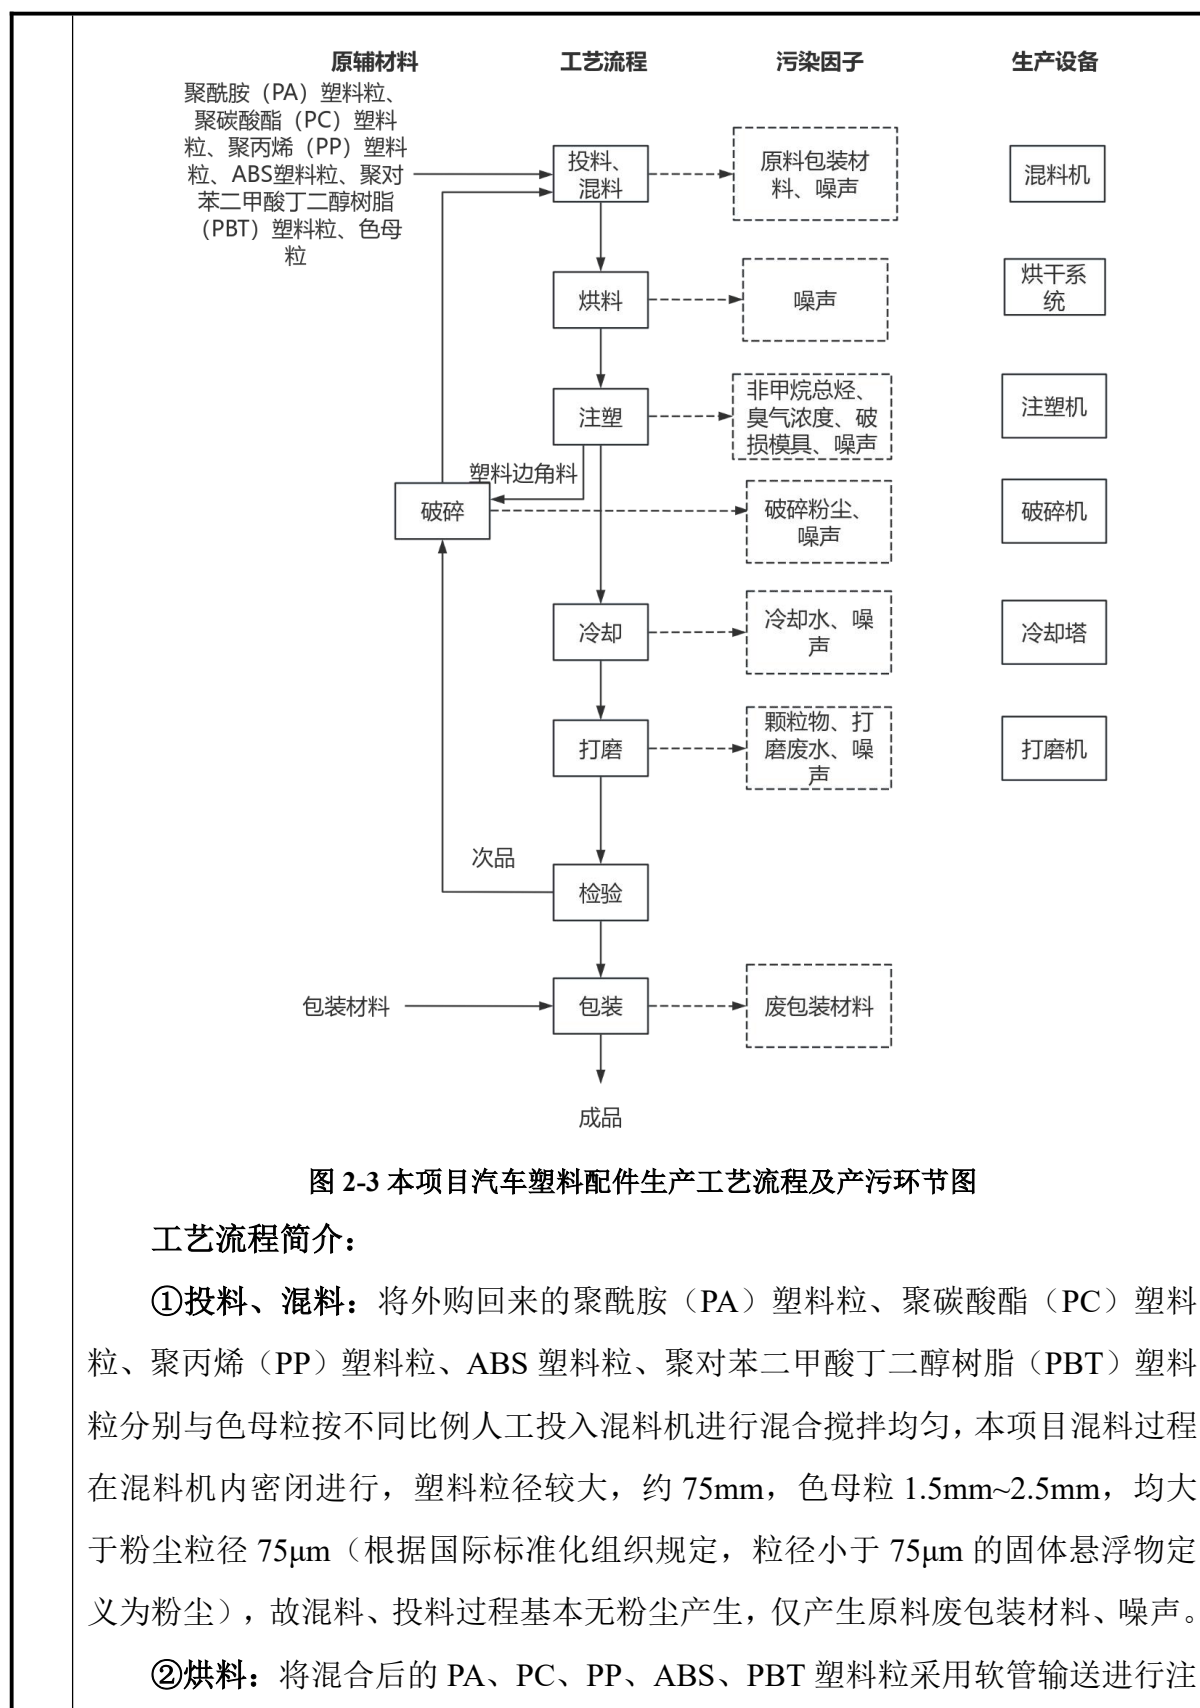 原辅材料
工艺流程
污染因子
生产设备
聚酰胺（PA）塑料粒、
聚碳酸酯（PC）塑料
粒、聚丙烯（PP）塑料
粒、ABS塑料粒、聚对
苯二甲酸丁二醇树脂
（PBT）塑料粒、色母
粒
投料、
混料
原料包装材
料、噪声
混料机
烘料
噪声
烘干系
统
注塑
非甲烷总烃、
臭气浓度、破
损模具、噪声
注塑机
塑料边角料
破碎
破碎粉尘、
噪声
破碎机
冷却
冷却水、噪
声
冷却塔
打磨
颗粒物、打
磨废水、噪
声
打磨机
次品
检验
包装材料
包装
废包装材料
成品
图 2-3 本项目汽车塑料配件生产工艺流程及产污环节图
工艺流程简介：
①投料、混料：将外购回来的聚酰胺（PA）塑料粒、聚碳酸酯（PC）塑料
粒、聚丙烯（PP）塑料粒、ABS 塑料粒、聚对苯二甲酸丁二醇树脂（PBT）塑料
粒分别与色母粒按不同比例人工投入混料机进行混合搅拌均匀，本项目混料过程
在混料机内密闭进行，塑料粒径较大，约 75mm，色母粒 1.5mm~2.5mm，均大
于粉尘粒径 75μm（根据国际标准化组织规定，粒径小于 75μm 的固体悬浮物定
义为粉尘），故混料、投料过程基本无粉尘产生，仅产生原料废包装材料、噪声。
②烘料：将混合后的 PA、PC、PP、ABS、PBT 塑料粒采用软管输送进行注